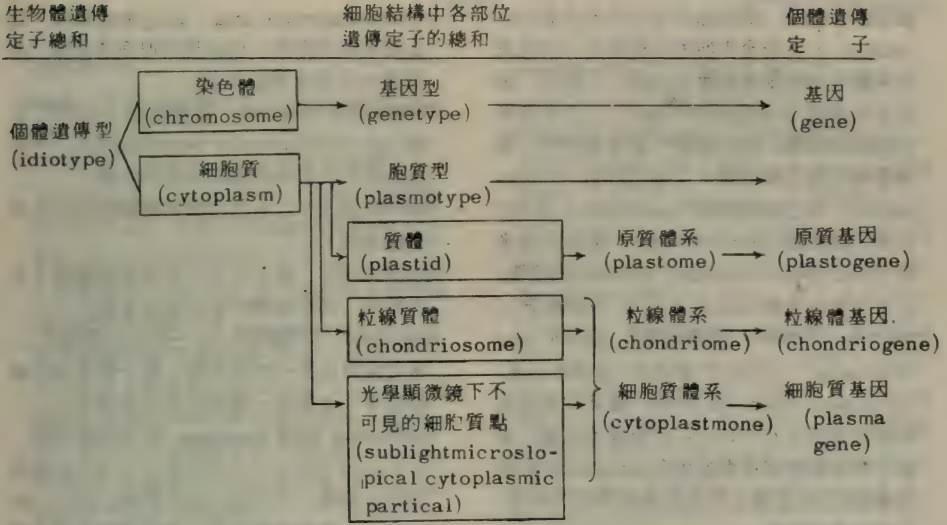 生物體遺傳
定子總和
細胞結構中各部位
遺傳定子的總和
個體遺傳
定 子
染色體
(chromosome)
基因型
(genetype)
基因
(gene)
個體遺傳型
(idiotype)
細胞質
(cytoplasm)
胞質型
(plasmotype)
質體
(plastid)
原質體系
(plastome)
原質基因
(plastogene)
粒線質體
(chondriosome)
粒線體系
(chondriome)
粒線體基因.
(chondriogene)
光學顯微鏡下不
可見的細胞質點
(sublightmicroslo-
pical cytoplasmic
partical)
細胞質體系
(cytoplastmone)
細胞質基因
(plasma
gene)